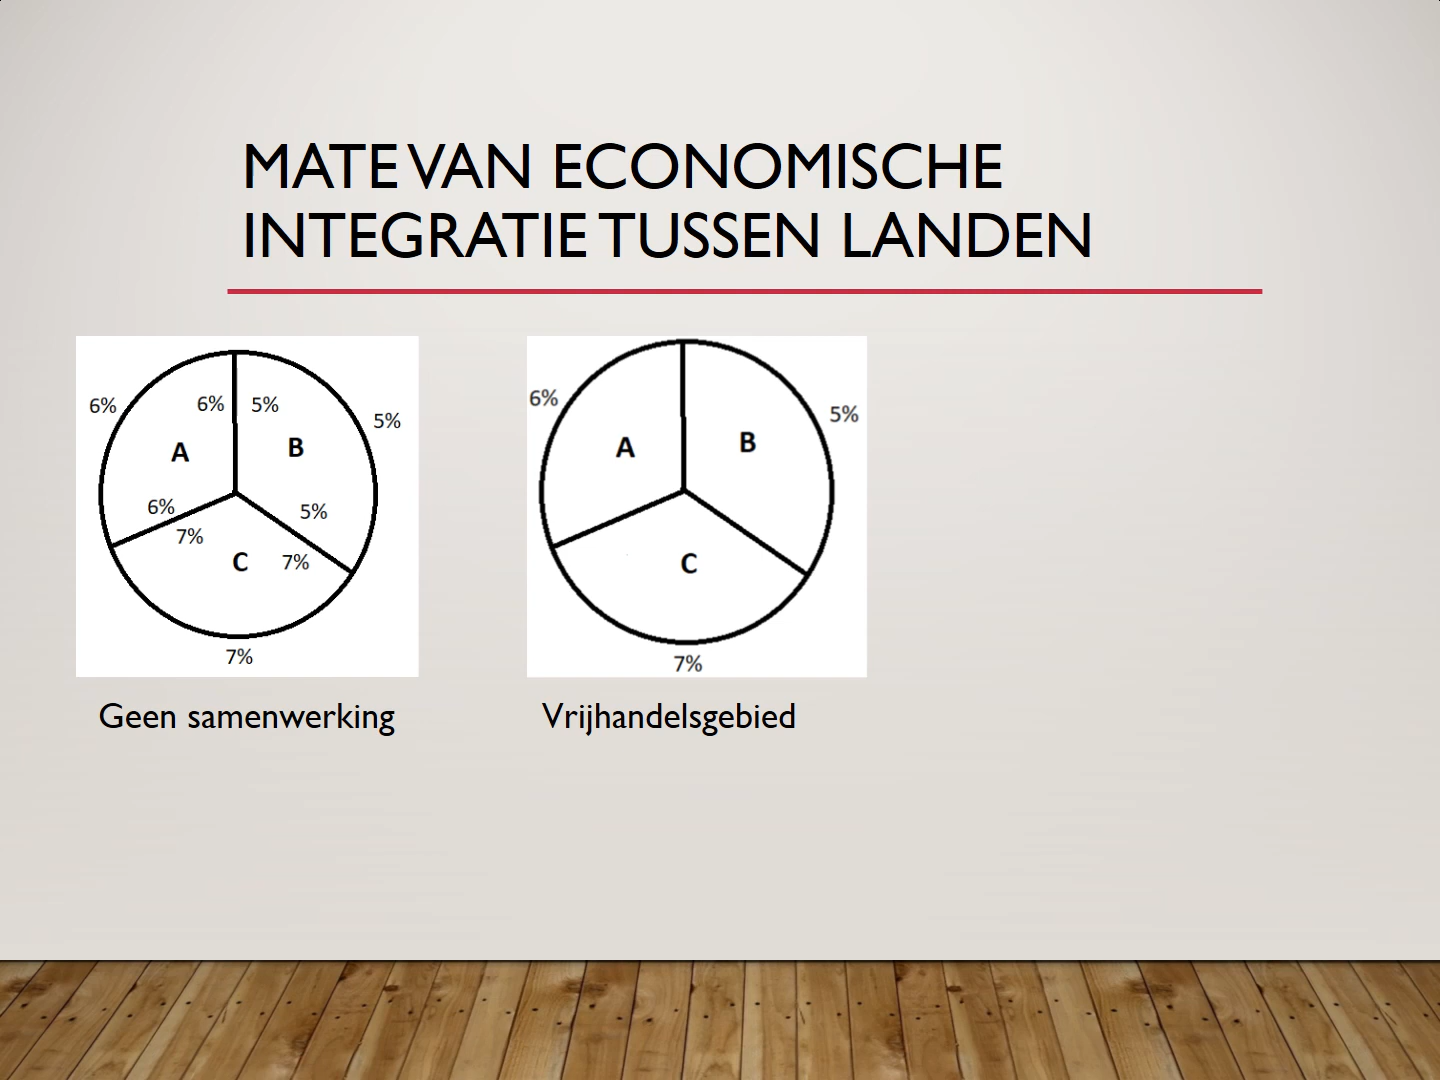 MATE VAN ECONOMISCHE
INTEGRATIE TUSSEN LANDEN
6%
6%
5%
5%
A
B
6%
5%
7%
C
7%
7%
Geen samenwerking
6%
5%
A
B
C
7%
Vrijhandelsgebied